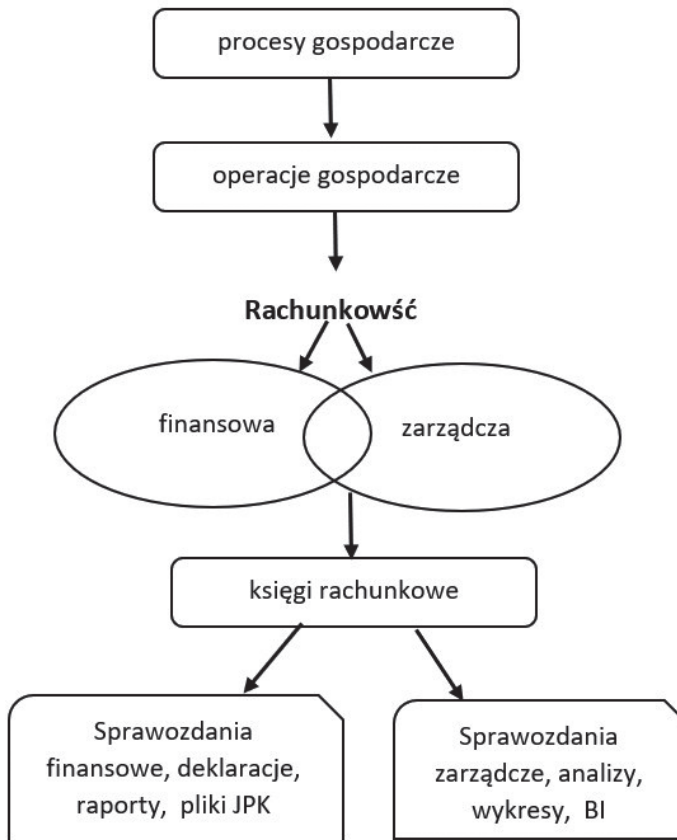 procesy gospodarcze
operacje gospodarcze
Rachunkwść
finansowa
zarządcza
księgi rachunkowe
Sprawozdania
finansowe, deklaracje,
raporty, pliki JPK
Sprawozdania
zarządcze, analizy,
wykresy, BI